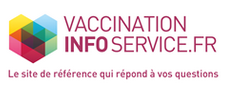 VACCINATION
INFO SERVICE.FR
Le site de référence qui répond à vos questions